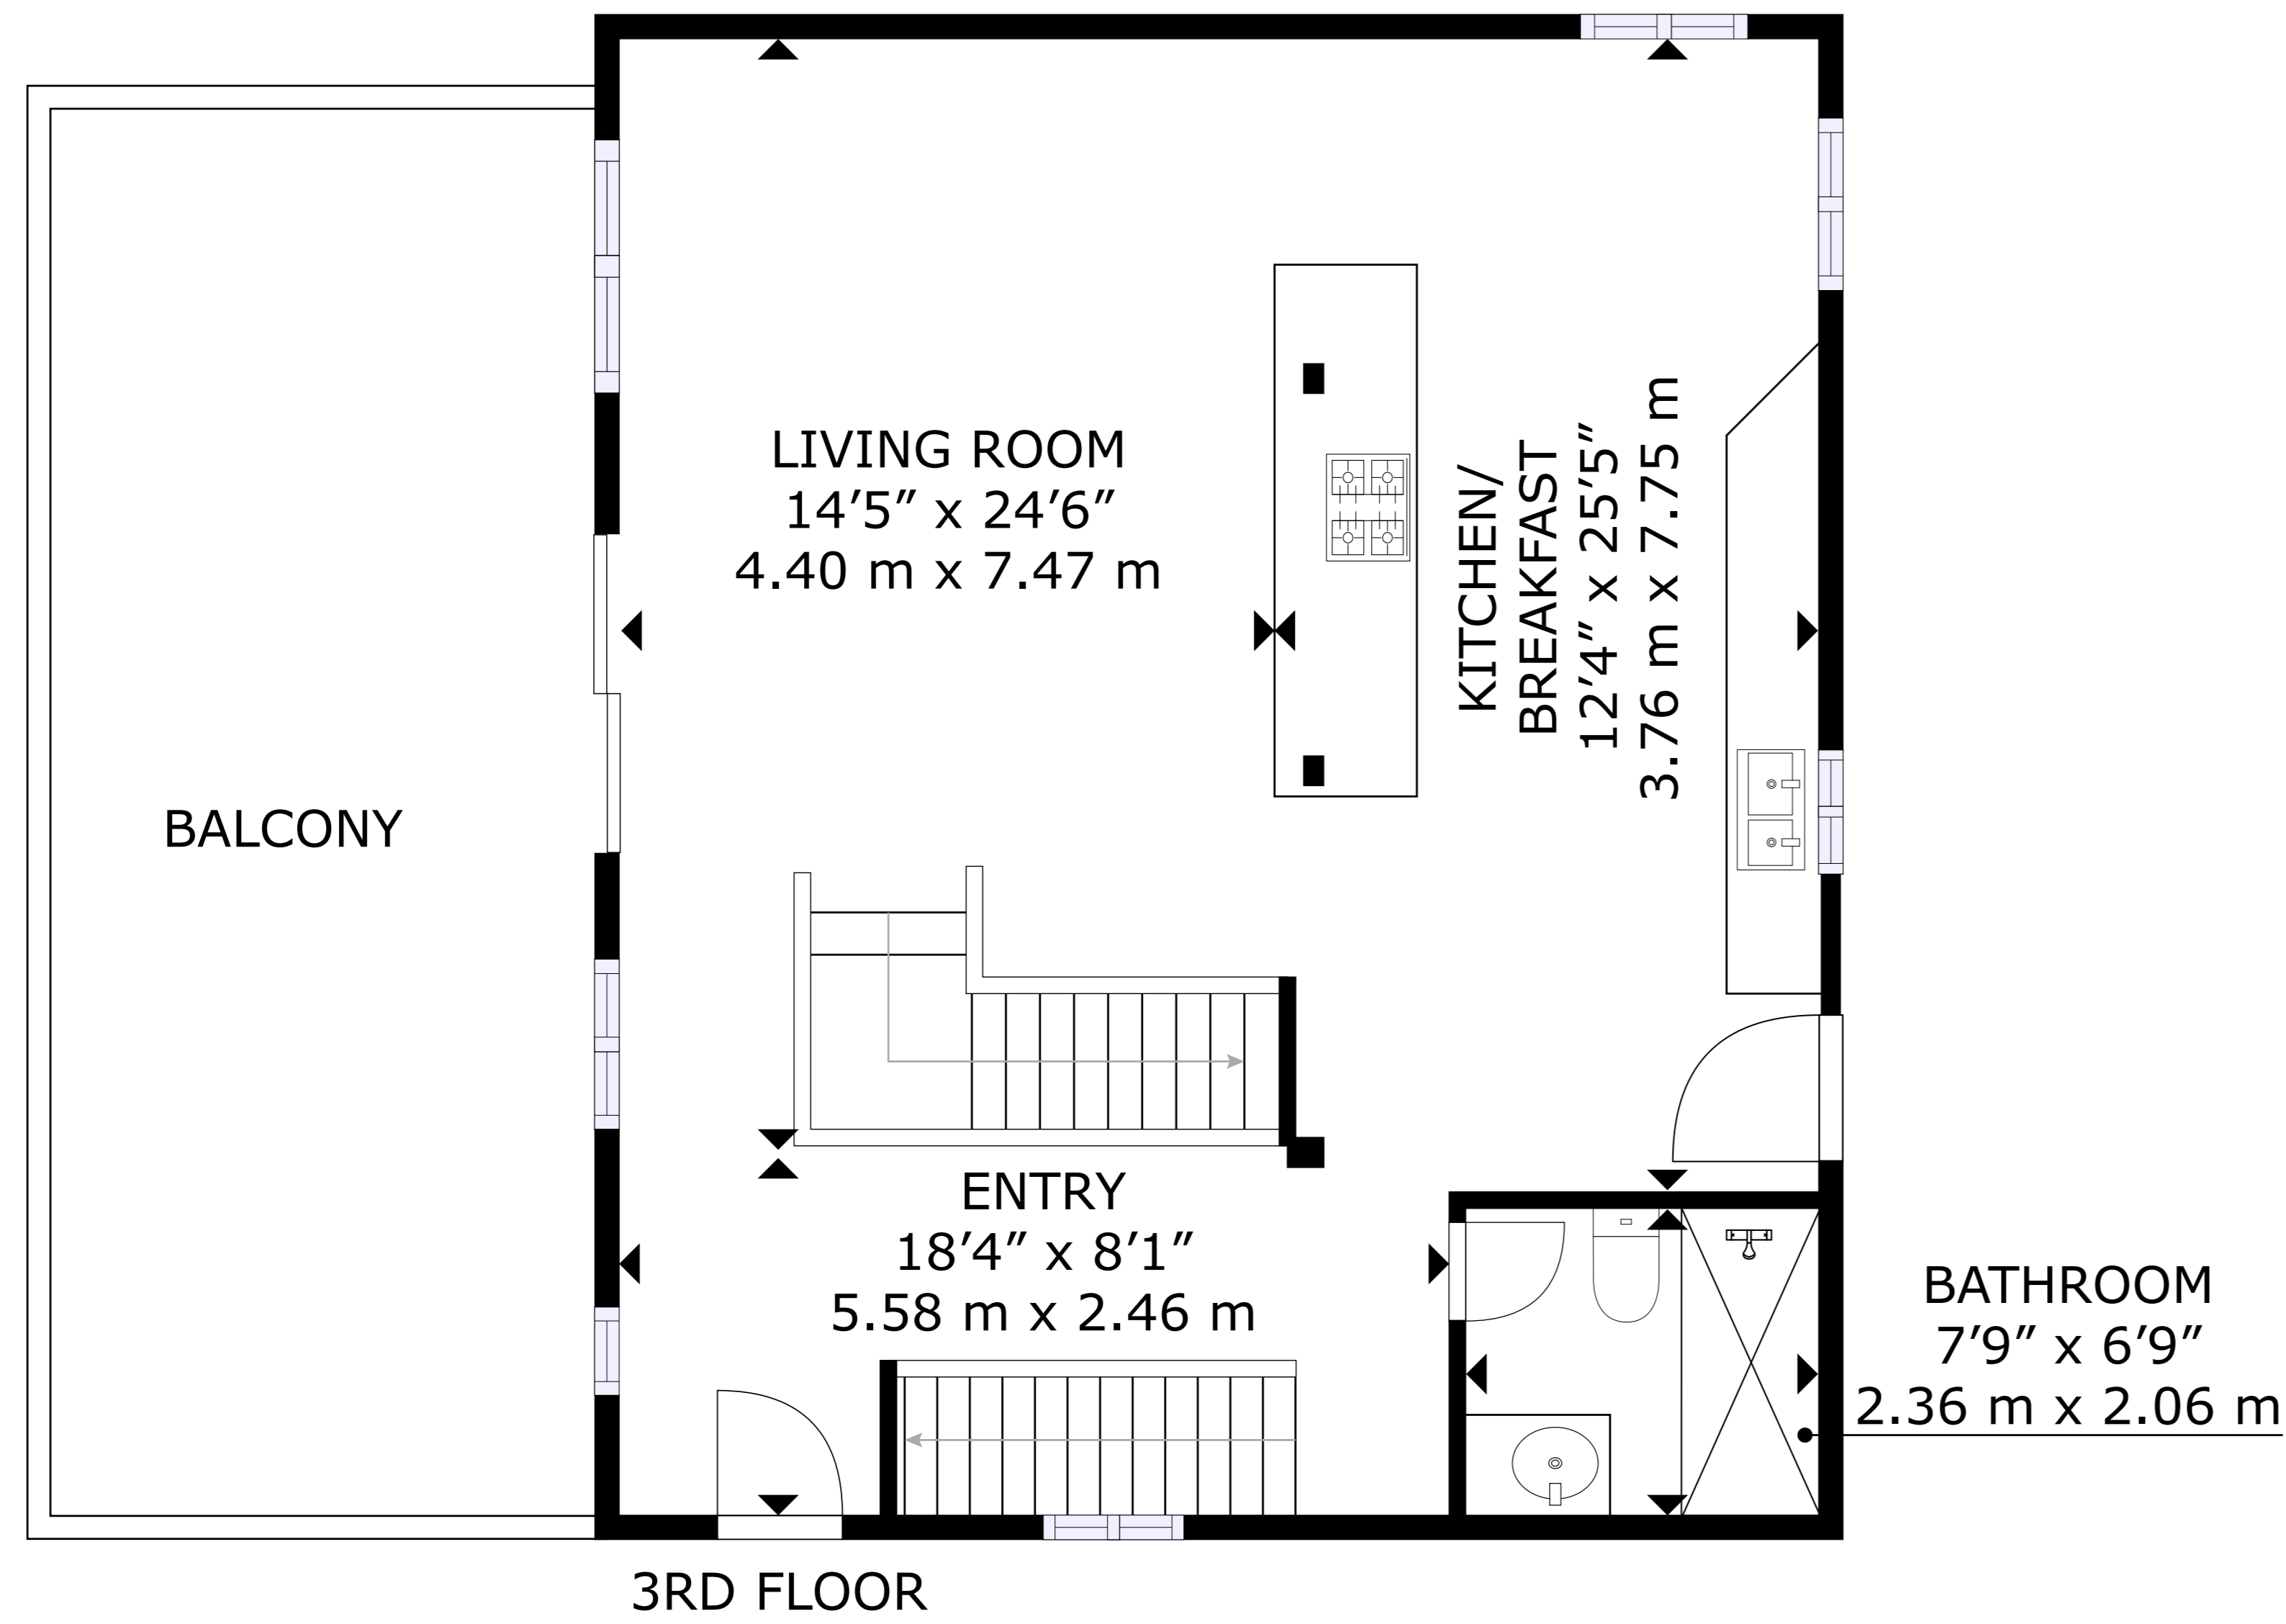 LIVING ROOM
14′5″ x 24′6″
4.40 m x 7.47 m
KITCHEN/
BREAKFAST
12′4″ x 25′5″
3.76 m x 7.75 m
BALCONY
ENTRY
18′4″ x 8′1″
5.58 m x 2.46 m
BATHROOM
7′9″ x 6′9″
2.36 m x 2.06 m
3RD FLOOR